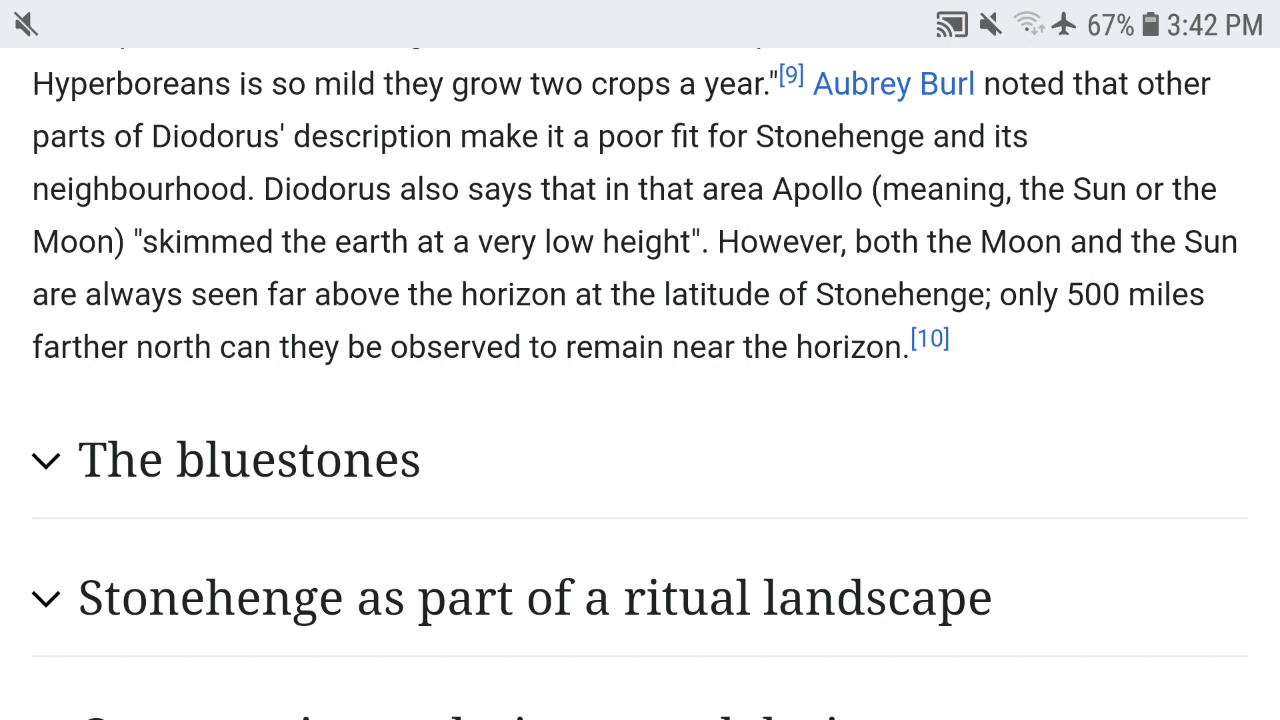 67% 3:42 PM
Hyperboreans is so mild they grow two crops a year."[9] Aubrey Burl noted that other
parts of Diodorus' description make it a poor fit for Stonehenge and its
neighbourhood. Diodorus also says that in that area Apollo (meaning, the Sun or the
Moon) "skimmed the earth at a very low height". However, both the Moon and the Sun
are always seen far above the horizon at the latitude of Stonehenge; only 500 miles
farther north can they be observed to remain near the horizon.[10]
The bluestones
Stonehenge as part of a ritual landscape